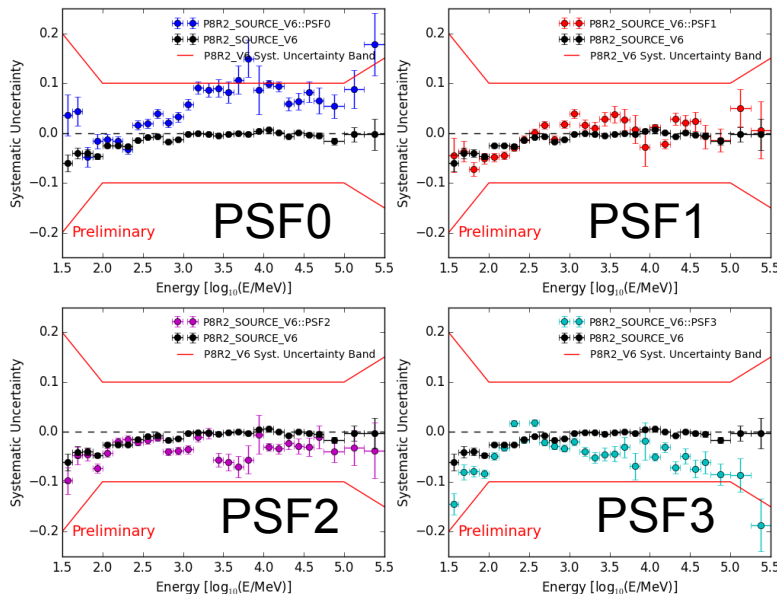 P8R2_SOURCE_V6::PSF0
P8R2_SOURCE_V6
P8R2_V6 Syst. Uncertainty Band
Systematic Uncertainty
0.2
0.1
0.0
−0.1
−0.2
Preliminary
PSF0
1.5 2.0 2.5 3.0 3.5 4.0 4.5 5.0 5.5
Energy [log₁₀(E/MeV)]
P8R2_SOURCE_V6::PSF1
P8R2_SOURCE_V6
P8R2_V6 Syst. Uncertainty Band
Systematic Uncertainty
0.2
0.1
0.0
−0.1
−0.2
Preliminary
PSF1
1.5 2.0 2.5 3.0 3.5 4.0 4.5 5.0 5.5
Energy [log₁₀(E/MeV)]
P8R2_SOURCE_V6::PSF2
P8R2_SOURCE_V6
P8R2_V6 Syst. Uncertainty Band
Systematic Uncertainty
0.2
0.1
0.0
−0.1
−0.2
Preliminary
PSF2
1.5 2.0 2.5 3.0 3.5 4.0 4.5 5.0 5.5
Energy [log₁₀(E/MeV)]
P8R2_SOURCE_V6::PSF3
P8R2_SOURCE_V6
P8R2_V6 Syst. Uncertainty Band
Systematic Uncertainty
0.2
0.1
0.0
−0.1
−0.2
Preliminary
PSF3
1.5 2.0 2.5 3.0 3.5 4.0 4.5 5.0 5.5
Energy [log₁₀(E/MeV)]